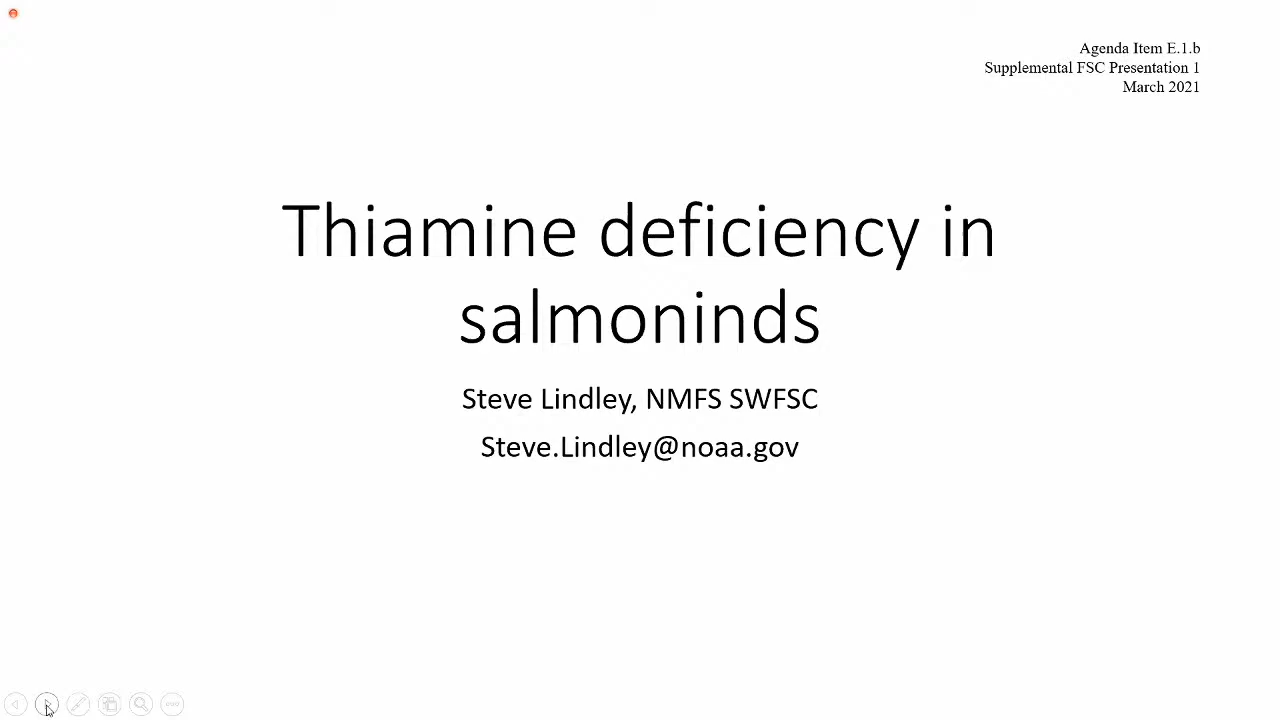 Agenda Item E.1.b
Supplemental FSC Presentation 1
March 2021
Thiamine deficiency in
salmoninds
Steve Lindley, NMFS SWFSC
Steve.Lindley@noaa.gov